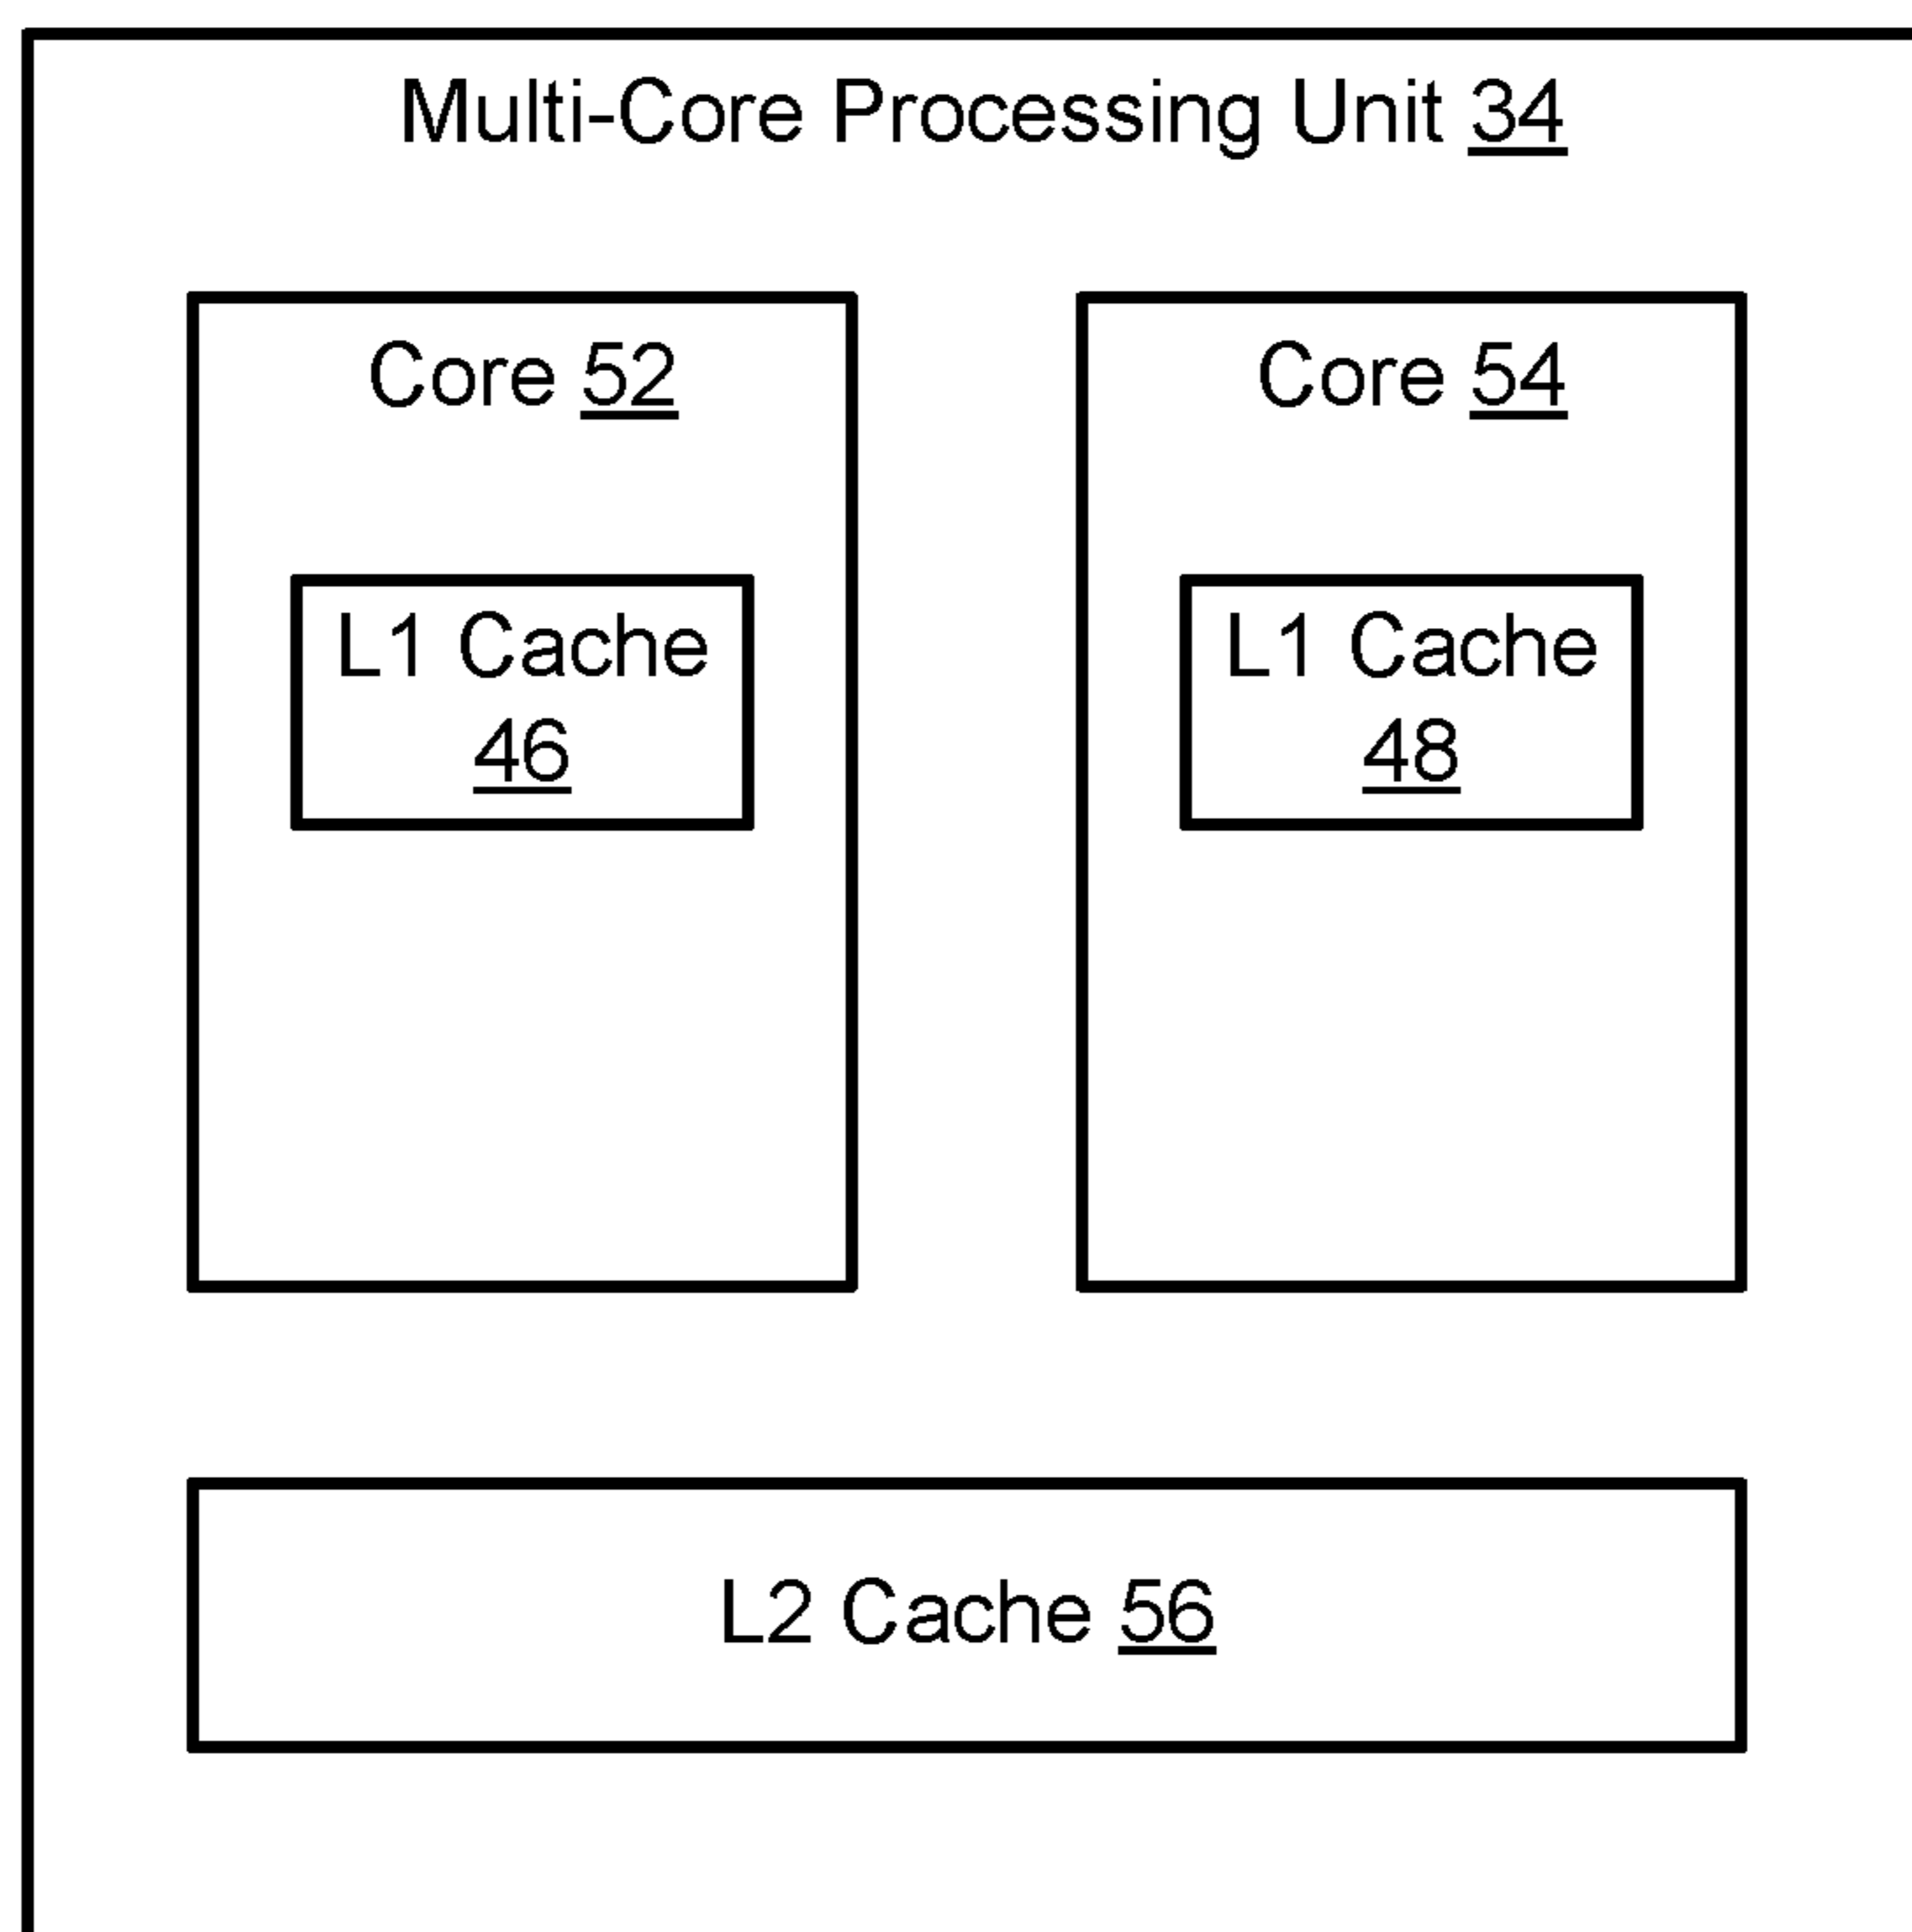 Multi-Core Processing Unit 34
Core 52
Core 54
L1 Cache
46
L1 Cache
48
L2 Cache 56